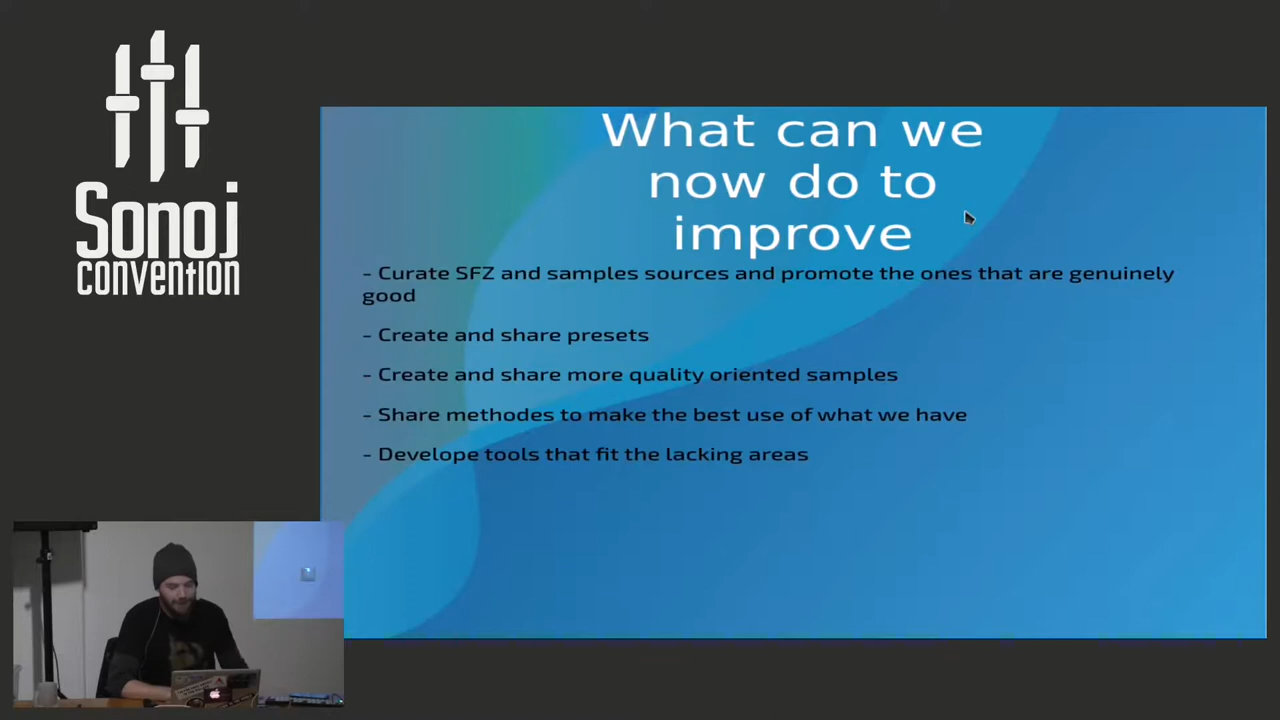 Sonoj
convention
What can we
now do to
improve
- Curate SFZ and samples sources and promote the ones that are genuinely
good
- Create and share presets
- Create and share more quality oriented samples
- Share methodes to make the best use of what we have
- Develope tools that fit the lacking areas